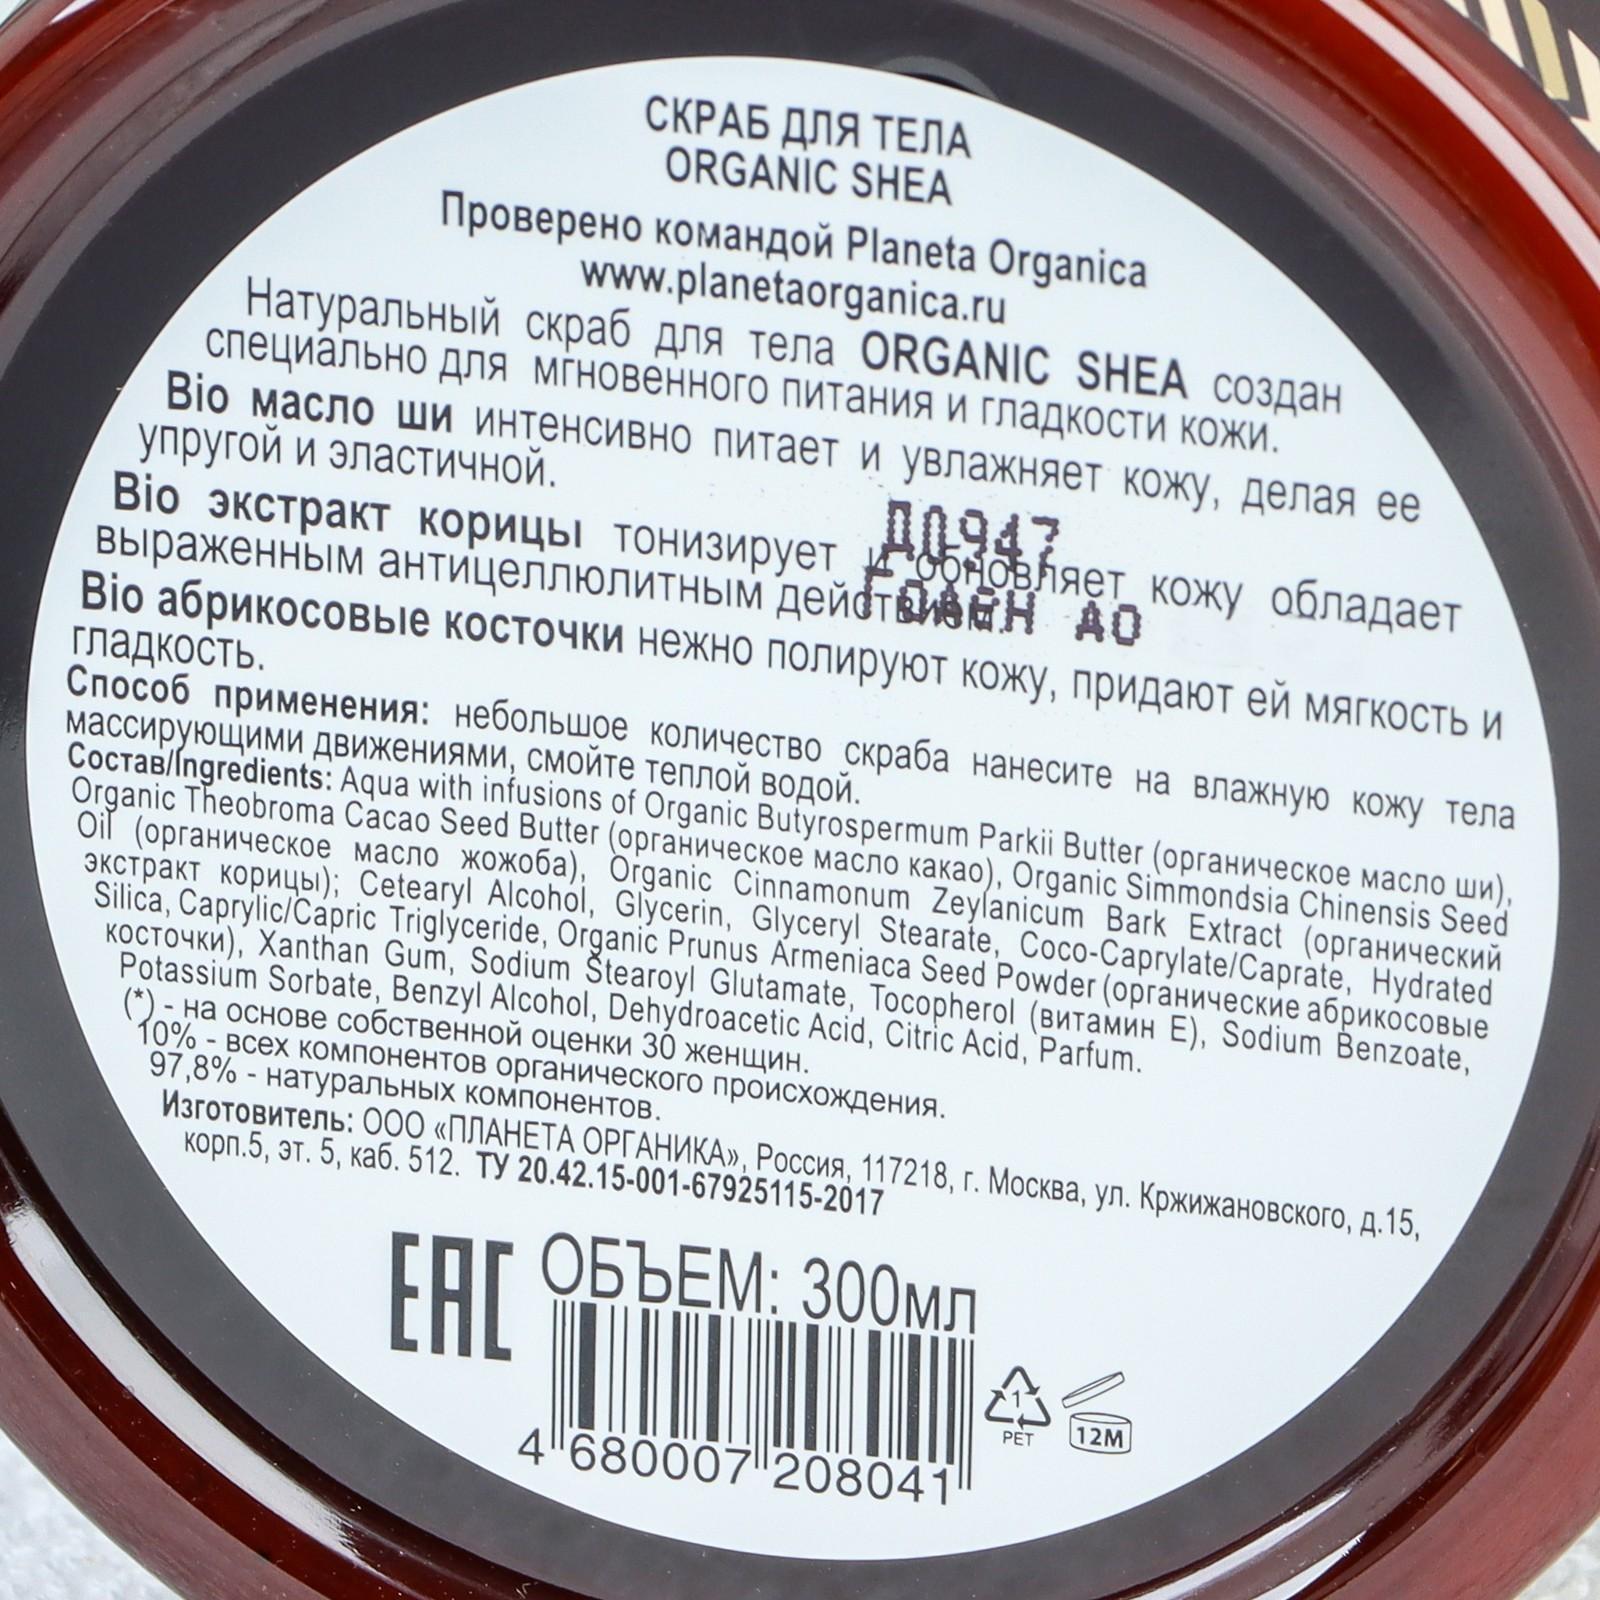 СКРАБ ДЛЯ ТЕЛА
ORGANIC SHEA
Проверено командой Planeta Organica
www.planetaorganica.ru
Натуральный скраб для тела ORGANIC SHEA создан
специально для мгновенного питания и гладкости кожи.
Bio масло ши интенсивно питает и увлажняет кожу, делая ее
упругой и эластичной.
Bio экстракт корицы тонизирует и обновляет кожу обладает
выраженным антицеллюлитным действием.
Д0947
Годен до
Bio абрикосовые косточки нежно полируют кожу, придают ей мягкость и
гладкость.
Способ применения: небольшое количество скраба нанесите на влажную кожу тела
массирующими движениями, смойте теплой водой.
Состав/Ingredients: Aqua with infusions of Organic Butyrospermum Parkii Butter (органическое масло ши),
Organic Theobroma Cacao Seed Butter (органическое масло какао), Organic Simmondsia Chinensis Seed
Oil (органическое масло жожоба), Organic Cinnamonum Zeylanicum Bark Extract (органический
экстракт корицы); Cetearyl Alcohol, Glycerin, Glyceryl Stearate, Coco-Caprylate/Caprate, Hydrated
Silica, Caprylic/Capric Triglyceride, Organic Prunus Armeniaca Seed Powder (органические абрикосовые
косточки), Xanthan Gum, Sodium Stearoyl Glutamate, Tocopherol (витамин Е), Sodium Benzoate,
Potassium Sorbate, Benzyl Alcohol, Dehydroacetic Acid, Citric Acid, Parfum.
(*) - на основе собственной оценки 30 женщин.
10% - всех компонентов органического происхождения.
97,8% - натуральных компонентов.
Изготовитель: ООО «ПЛАНЕТА ОРГАНИКА», Россия, 117218, г. Москва, ул. Кржижановского, д.15,
корп.5, эт. 5, каб. 512. ТУ 20.42.15-001-67925115-2017
EAC ОБЪЕМ: 300мл
1
PET
12M
4 680007 208041